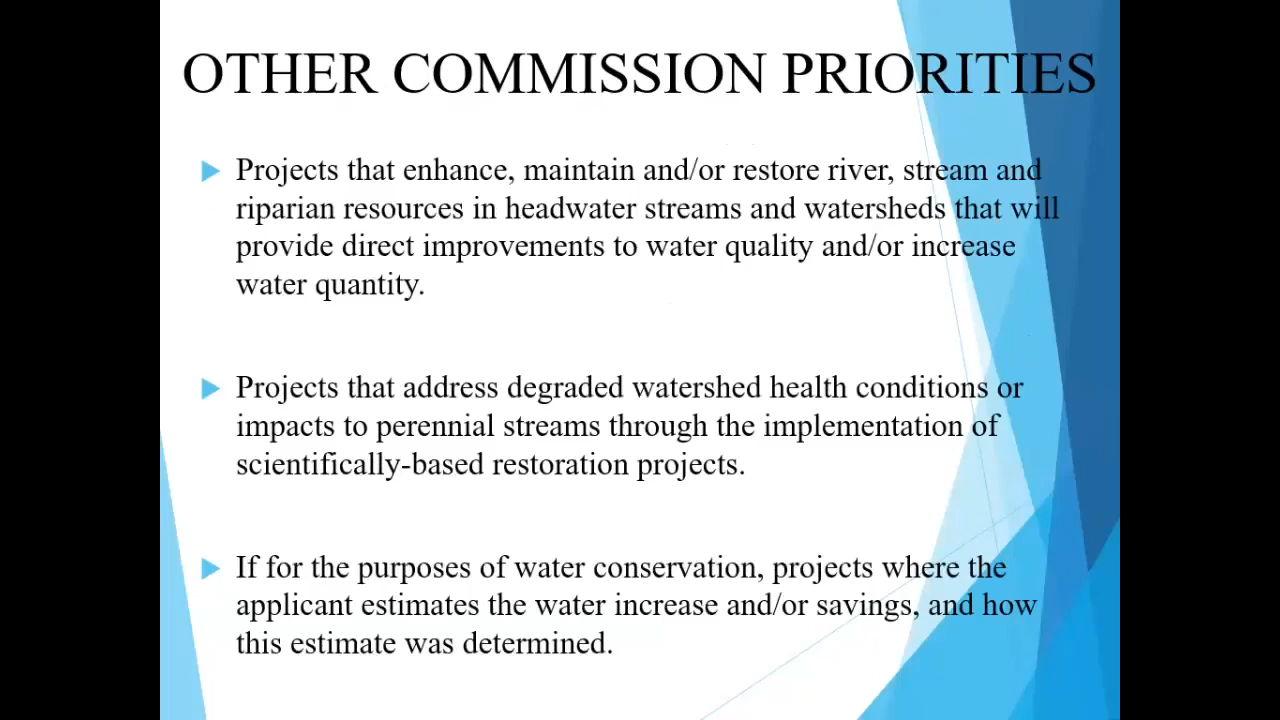 OTHER COMMISSION PRIORITIES
Projects that enhance, maintain and/or restore river, stream and
riparian resources in headwater streams and watersheds that will
provide direct improvements to water quality and/or increase
water quantity.
Projects that address degraded watershed health conditions or
impacts to perennial streams through the implementation of
scientifically-based restoration projects.
If for the purposes of water conservation, projects where the
applicant estimates the water increase and/or savings, and how
this estimate was determined.